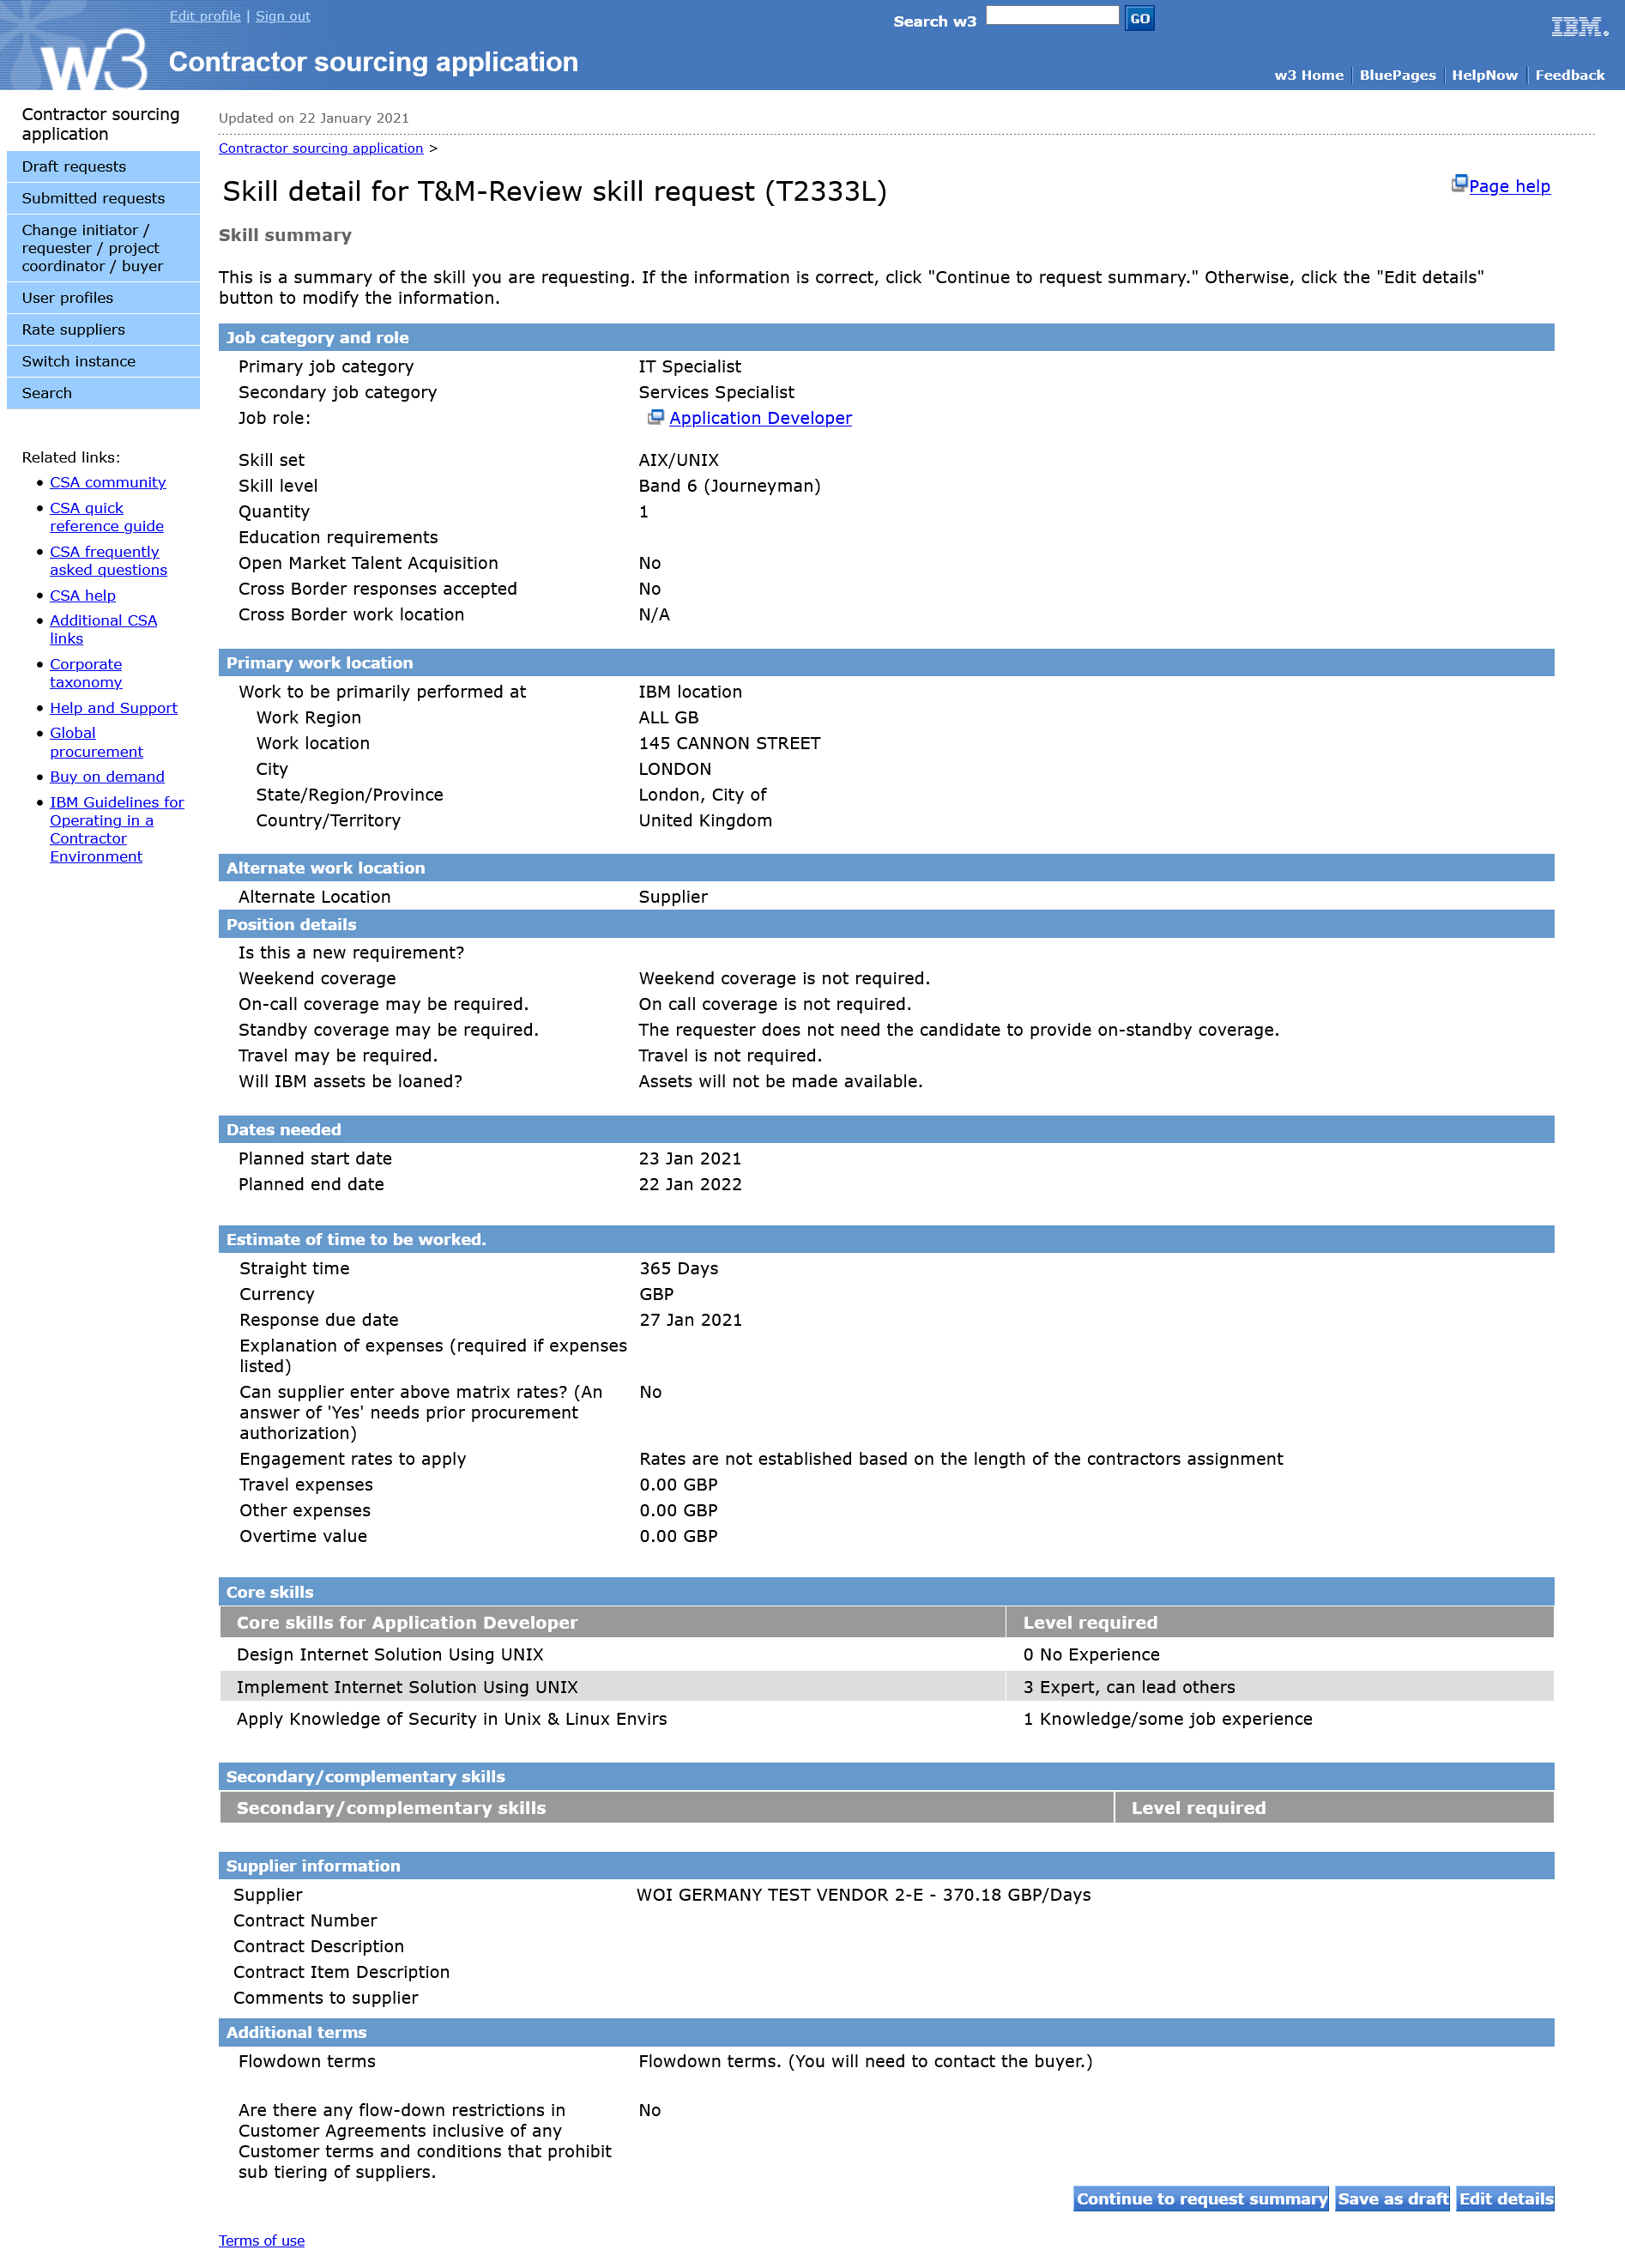 Edit profile | Sign out
Search w3 GO
IBM.
w3 Contractor sourcing application
w3 Home BluePages HelpNow Feedback
Contractor sourcing
application
Draft requests
Submitted requests
Change initiator /
requester / project
coordinator / buyer
User profiles
Rate suppliers
Switch instance
Search
Related links:
CSA community
CSA quick
reference guide
CSA frequently
asked questions
CSA help
Additional CSA
links
Corporate
taxonomy
Help and Support
Global
procurement
Buy on demand
IBM Guidelines for
Operating in a
Contractor
Environment
Updated on 22 January 2021
Contractor sourcing application >
Skill detail for T&M-Review skill request (T2333L)
Page help
Skill summary
This is a summary of the skill you are requesting. If the information is correct, click "Continue to request summary." Otherwise, click the "Edit details"
button to modify the information.
Job category and role
Primary job category IT Specialist
Secondary job category Services Specialist
Job role: Application Developer
Skill set AIX/UNIX
Skill level Band 6 (Journeyman)
Quantity 1
Education requirements
Open Market Talent Acquisition No
Cross Border responses accepted No
Cross Border work location N/A
Primary work location
Work to be primarily performed at IBM location
Work Region ALL GB
Work location 145 CANNON STREET
City LONDON
State/Region/Province London, City of
Country/Territory United Kingdom
Alternate work location
Alternate Location Supplier
Position details
Is this a new requirement?
Weekend coverage Weekend coverage is not required.
On-call coverage may be required. On call coverage is not required.
Standby coverage may be required. The requester does not need the candidate to provide on-standby coverage.
Travel may be required. Travel is not required.
Will IBM assets be loaned? Assets will not be made available.
Dates needed
Planned start date 23 Jan 2021
Planned end date 22 Jan 2022
Estimate of time to be worked.
Straight time 365 Days
Currency GBP
Response due date 27 Jan 2021
Explanation of expenses (required if expenses
listed)
Can supplier enter above matrix rates? (An No
answer of 'Yes' needs prior procurement
authorization)
Engagement rates to apply Rates are not established based on the length of the contractors assignment
Travel expenses 0.00 GBP
Other expenses 0.00 GBP
Overtime value 0.00 GBP
Core skills
Core skills for Application Developer Level required
Design Internet Solution Using UNIX 0 No Experience
Implement Internet Solution Using UNIX 3 Expert, can lead others
Apply Knowledge of Security in Unix & Linux Envirs 1 Knowledge/some job experience
Secondary/complementary skills
Secondary/complementary skills Level required
Supplier information
Supplier WOI GERMANY TEST VENDOR 2-E - 370.18 GBP/Days
Contract Number
Contract Description
Contract Item Description
Comments to supplier
Additional terms
Flowdown terms Flowdown terms. (You will need to contact the buyer.)
Are there any flow-down restrictions in No
Customer Agreements inclusive of any
Customer terms and conditions that prohibit
sub tiering of suppliers.
Continue to request summary Save as draft Edit details
Terms of use